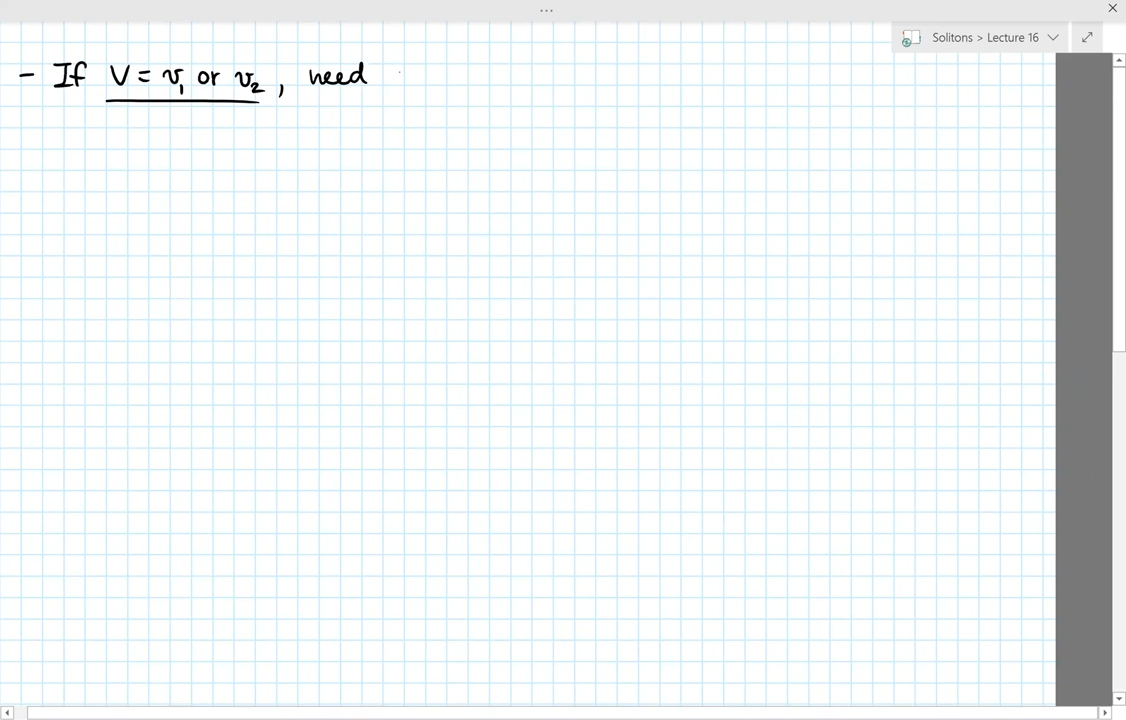 Solitons > Lecture 16
- If V = v₁ or v₂, need